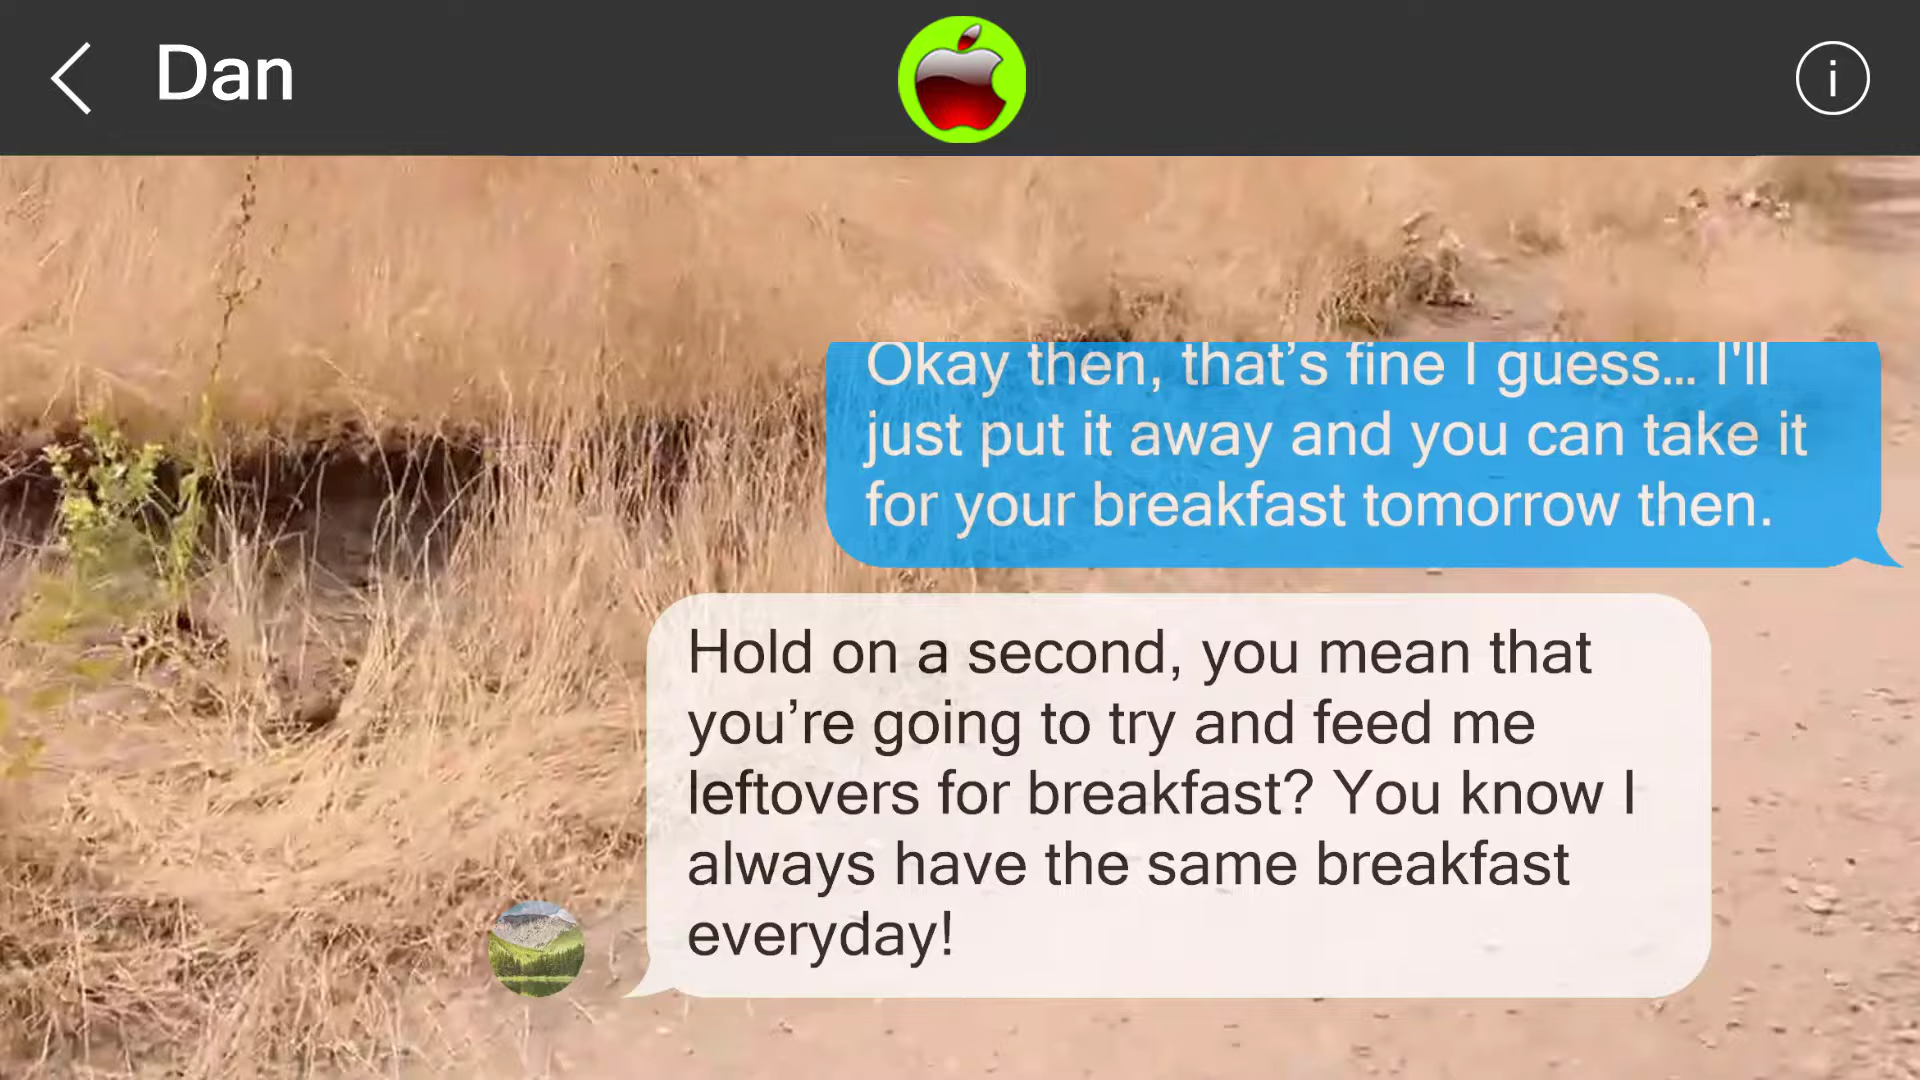 Dan
Okay then, that’s fine I guess... I'll
just put it away and you can take it
for your breakfast tomorrow then.
Hold on a second, you mean that
you’re going to try and feed me
leftovers for breakfast? You know I
always have the same breakfast
everyday!